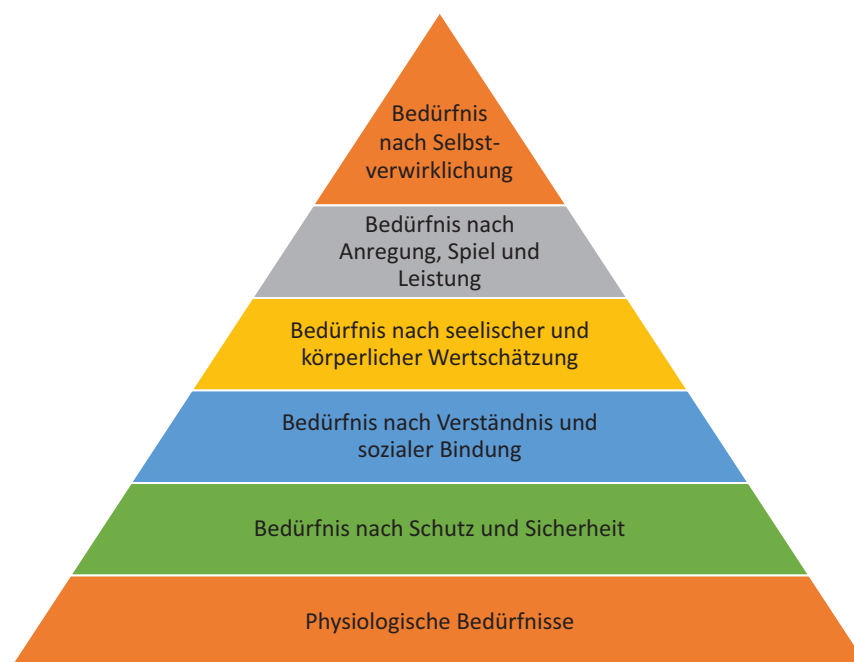 Bedürfnis
nach Selbst-
verwirklichung
Bedürfnis nach
Anregung, Spiel und
Leistung
Bedürfnis nach seelischer und
körperlicher Wertschätzung
Bedürfnis nach Verständnis und
sozialer Bindung
Bedürfnis nach Schutz und Sicherheit
Physiologische Bedürfnisse